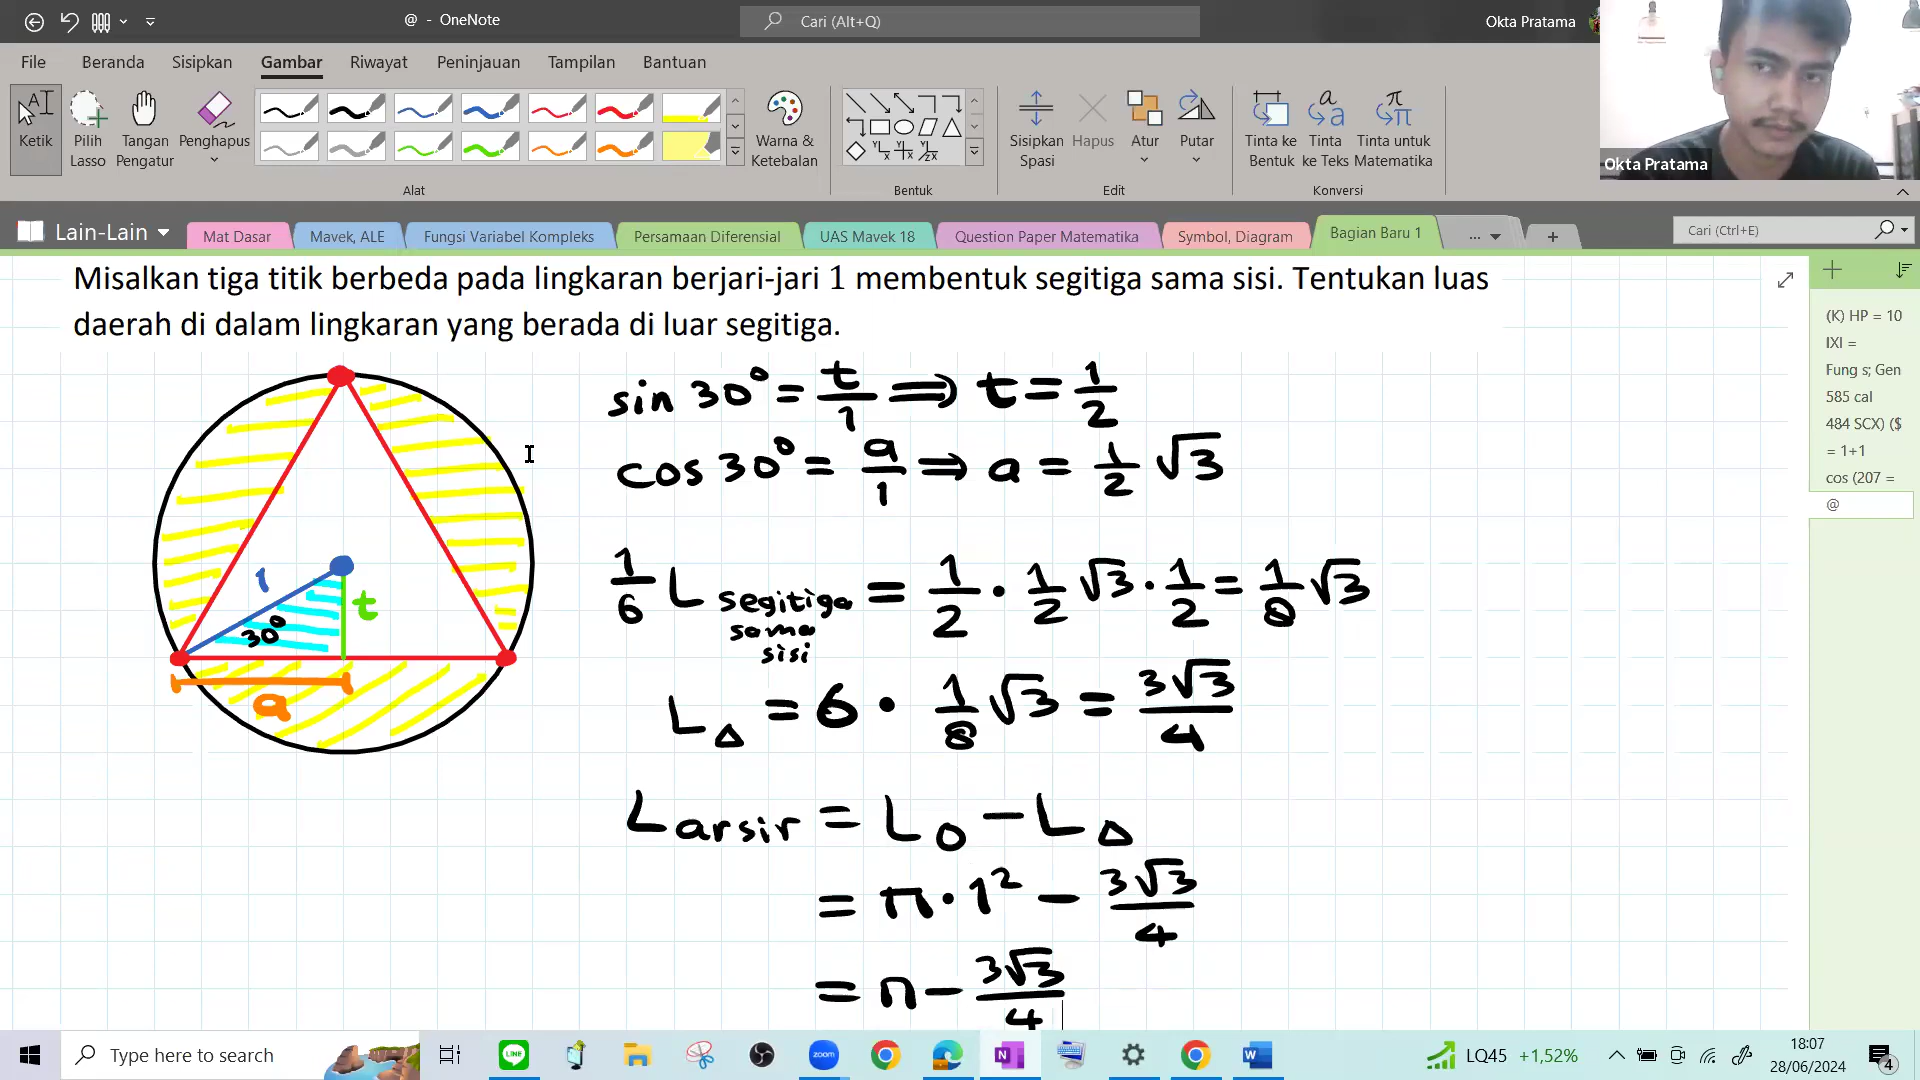 @ - OneNote
Cari (Alt+Q)
Okta Pratama
File Beranda Sisipkan Gambar Riwayat Peninjauan Tampilan Bantuan
Ketik
Pilih Lasso
Tangan Pengatur
Penghapus
Warna & Ketebalan
Sisipkan Spasi
Hapus
Atur
Putar
Tinta ke Bentuk
Tinta ke Teks
Tinta untuk Matematika
Okta Pratama
Alat Bentuk Edit Konversi
Lain-Lain
Mat Dasar
Mavek, ALE
Fungsi Variabel Kompleks
Persamaan Diferensial
UAS Mavek 18
Question Paper Matematika
Symbol, Diagram
Bagian Baru 1
...
Cari (Ctrl+E)
Misalkan tiga titik berbeda pada lingkaran berjari-jari 1 membentuk segitiga sama sisi. Tentukan luas
daerah di dalam lingkaran yang berada di luar segitiga.
(K) HP = 10
IXI =
Fung s; Gen
585 cal
484 SCX) ($
= 1+1
cos (207 =
@
1
30°
t
a
sin 30° = t/1 ⟹ t = 1/2
cos 30° = a/1 ⟹ a = 1/2 √3
1/6 L segitiga sama sisi = 1/2 · 1/2 √3 · 1/2 = 1/8 √3
L△ = 6 · 1/8 √3 = 3√3/4
L arsir = L○ − L△
= π · 1² − 3√3/4
= π − 3√3/4
Type here to search
LINE
zoom
LQ45 +1,52%
18:07
28/06/2024
4